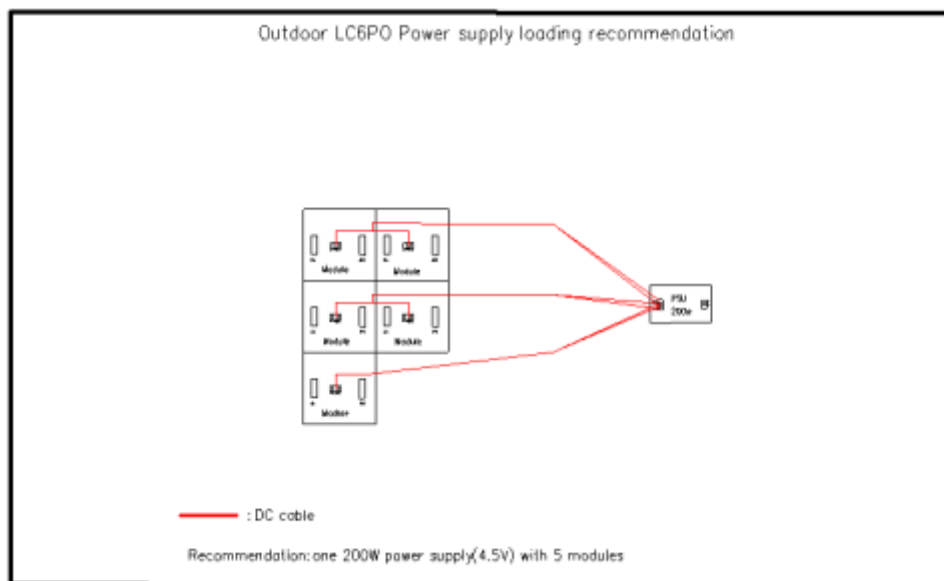 Outdoor LC6PO Power supply loading recommendation
Module
Module
PSU
200w
Module
Module
Module
: DC cable
Recommendation: one 200W power supply(4.5V) with 5 modules